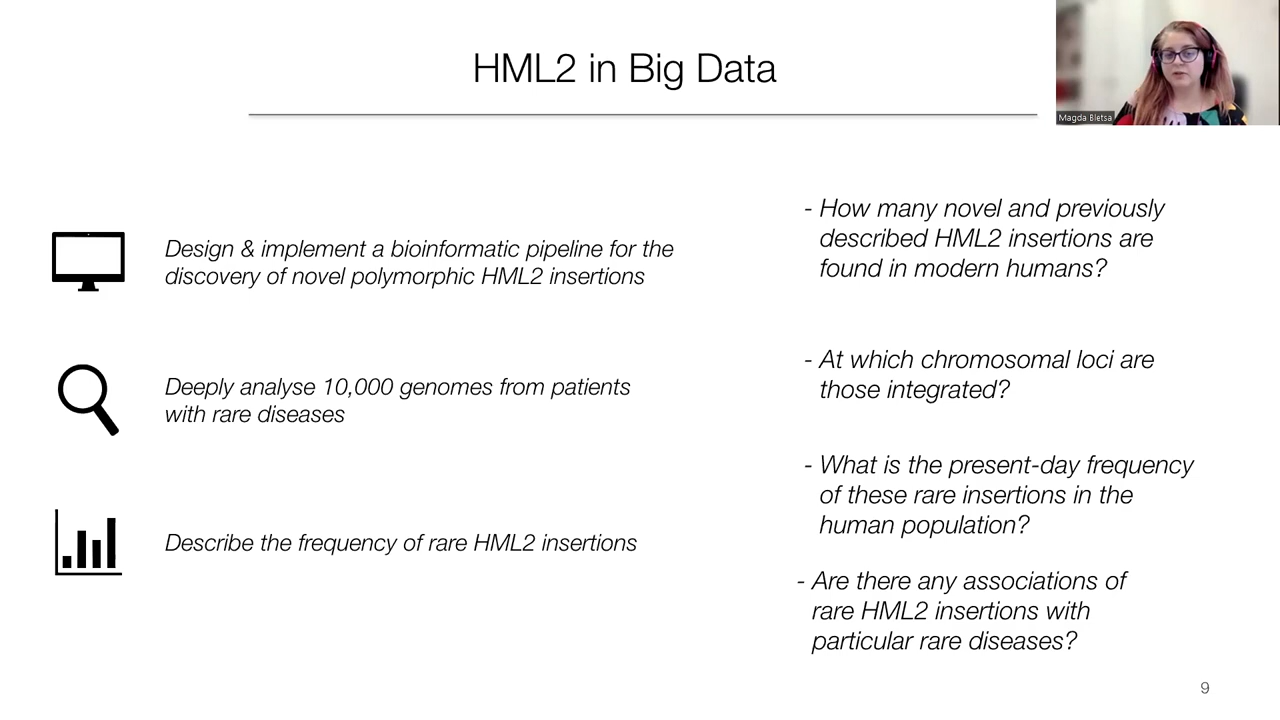 HML2 in Big Data
Magda Bletsa
Design & implement a bioinformatic pipeline for the
discovery of novel polymorphic HML2 insertions
Deeply analyse 10,000 genomes from patients
with rare diseases
Describe the frequency of rare HML2 insertions
- How many novel and previously
described HML2 insertions are
found in modern humans?
- At which chromosomal loci are
those integrated?
- What is the present-day frequency
of these rare insertions in the
human population?
- Are there any associations of
rare HML2 insertions with
particular rare diseases?
9